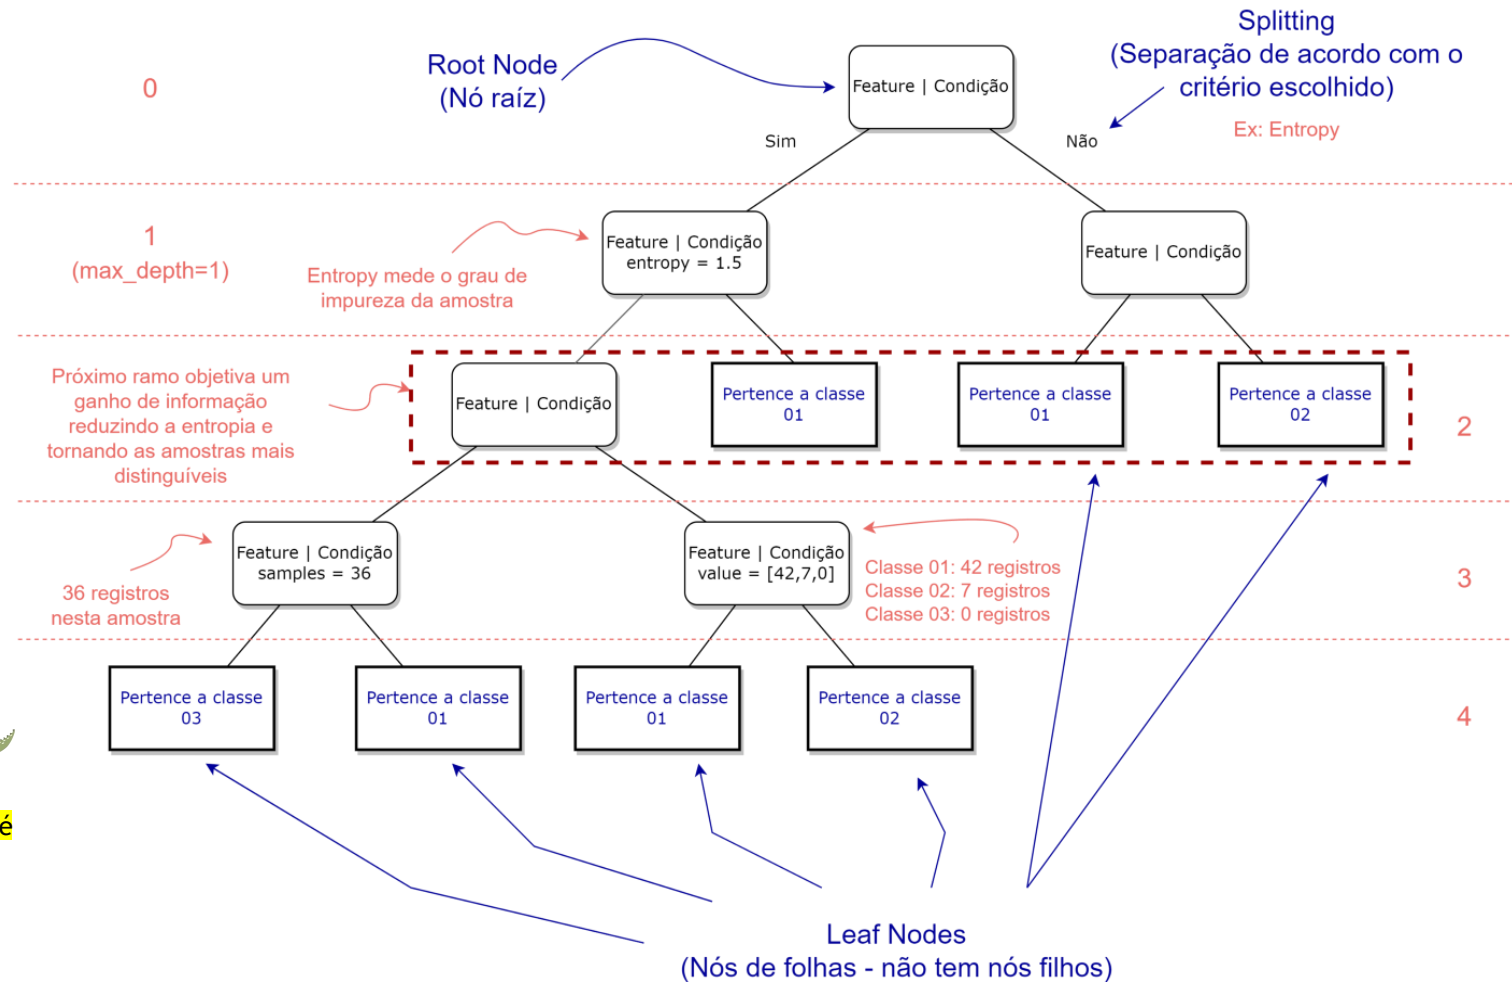 Splitting
(Separação de acordo com o
critério escolhido)
Ex: Entropy
Root Node
(Nó raíz)
0
Feature | Condição
Sim
Não
1
(max_depth=1)
Entropy mede o grau de
impureza da amostra
Feature | Condição
entropy = 1.5
Feature | Condição
Próximo ramo objetiva um
ganho de informação
reduzindo a entropia e
tornando as amostras mais
distinguíveis
Feature | Condição
Pertence a classe
01
Pertence a classe
01
Pertence a classe
02
2
36 registros
nesta amostra
Feature | Condição
samples = 36
Feature | Condição
value = [42,7,0]
Classe 01: 42 registros
Classe 02: 7 registros
Classe 03: 0 registros
3
Pertence a classe
03
Pertence a classe
01
Pertence a classe
01
Pertence a classe
02
4
é
Leaf Nodes
(Nós de folhas - não tem nós filhos)